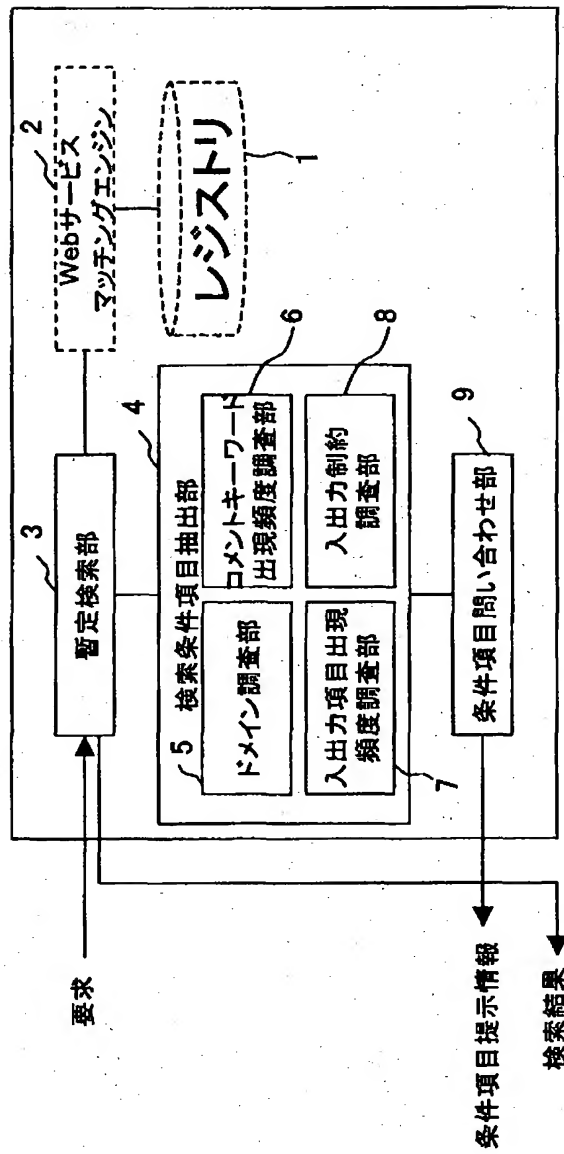 要求
3
暫定検索部
2
Webサービス
マッチングエンジン
レジストリ
1
4
検索条件項目抽出部
5
ドメイン調査部
コメントキーワード
出現頻度調査部
6
入出力項目出現
頻度調査部
7
入出力制約
調査部
8
9
条件項目問い合わせ部
条件項目提示情報
検索結果